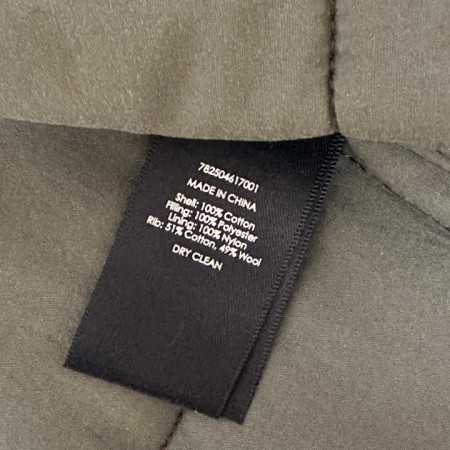 782504617001
MADE IN CHINA
Shell: 100% Cotton
Filling: 100% Polyester
Lining: 100% Nylon
Rib: 51% Cotton, 49% Wool
DRY CLEAN